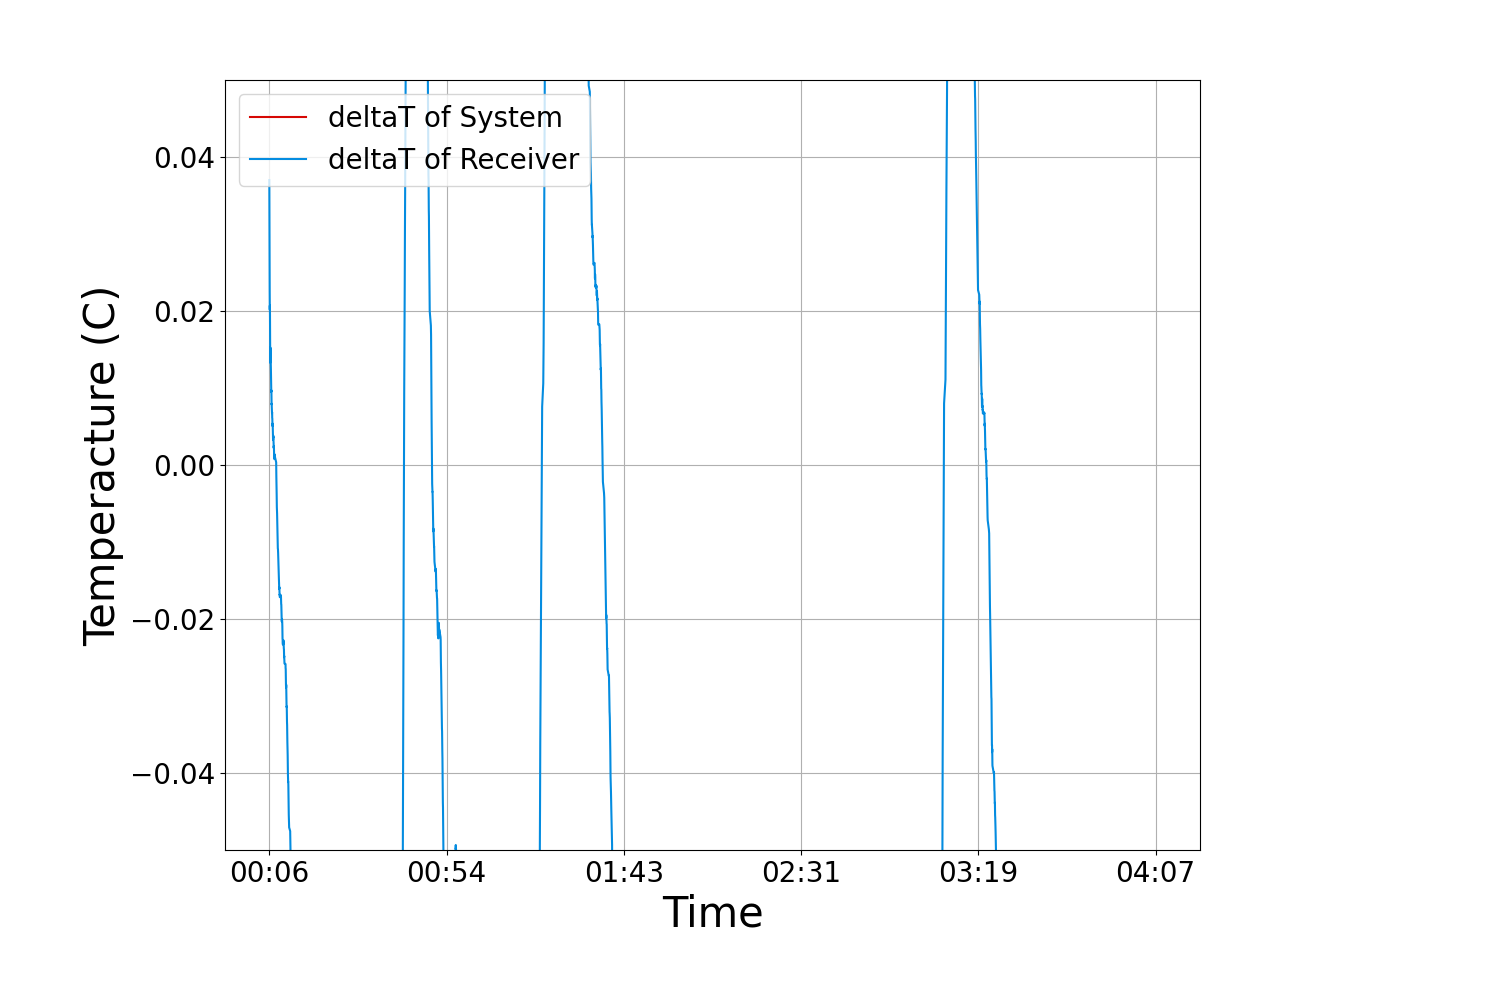 deltaT of System
deltaT of Receiver
0.04
0.02
0.00
−0.02
−0.04
Temperacture (C)
00:06 00:54 01:43 02:31 03:19 04:07
Time